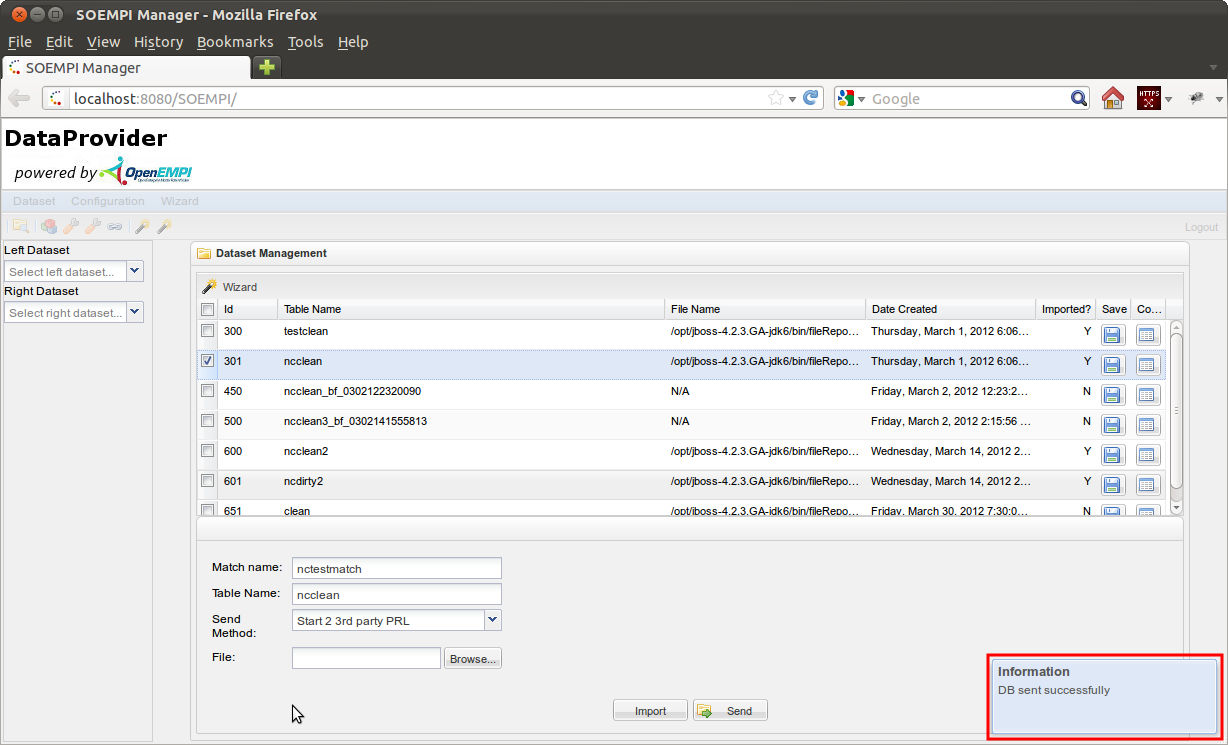 SOEMPI Manager - Mozilla Firefox
File Edit View History Bookmarks Tools Help
SOEMPI Manager
localhost:8080/SOEMPI/ Google HTTPS
DataProvider
powered by OpenEMPI
Dataset Configuration Wizard
Logout
Left Dataset
Select left dataset...
Right Dataset
Select right dataset...
Dataset Management
Wizard
Id Table Name File Name Date Created Imported? Save Co...
300 testclean /opt/jboss-4.2.3.GA-jdk6/bin/fileRepo... Thursday, March 1, 2012 6:06... Y
301 ncclean /opt/jboss-4.2.3.GA-jdk6/bin/fileRepo... Thursday, March 1, 2012 6:06... Y
450 ncclean_bf_0302122320090 N/A Friday, March 2, 2012 12:23:2... N
500 ncclean3_bf_0302141555813 N/A Friday, March 2, 2012 2:15:56 ... N
600 ncclean2 /opt/jboss-4.2.3.GA-jdk6/bin/fileRepo... Wednesday, March 14, 2012 2... Y
601 ncdirty2 /opt/jboss-4.2.3.GA-jdk6/bin/fileRepo... Wednesday, March 14, 2012 2... Y
651 clean /opt/jboss-4.2.3.GA-jdk6/bin/fileRepo... Friday, March 30, 2012 7:30:0... N
Match name: nctestmatch
Table Name: ncclean
Send
Method: Start 2 3rd party PRL
File: Browse...
Import Send
Information
DB sent successfully